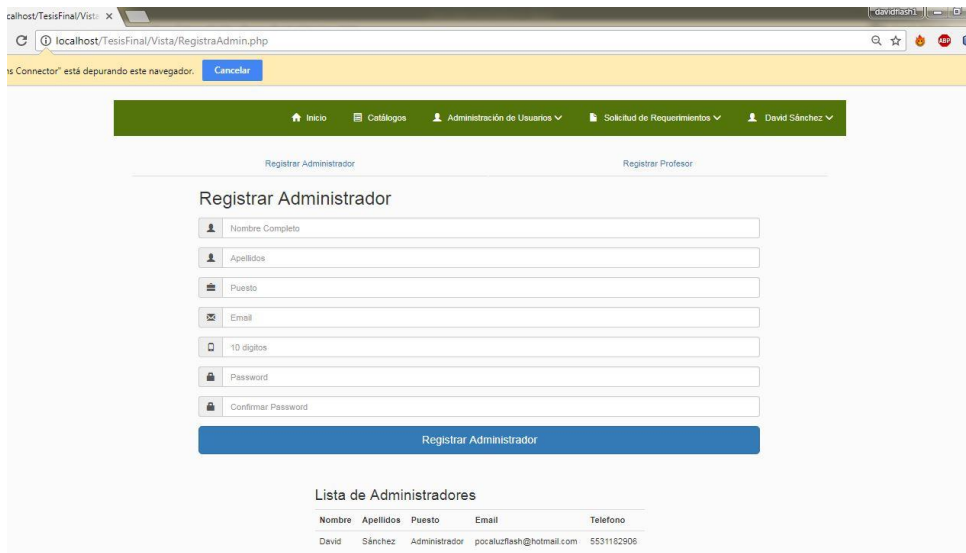 calhost/TesisFinal/Vista
davidflash1
localhost/TesisFinal/Vista/RegistraAdmin.php
ABP
ns Connector" está depurando este navegador. Cancelar
Inicio Catálogos Administración de Usuarios Solicitud de Requerimientos David Sánchez
Registrar Administrador Registrar Profesor
Registrar Administrador
Nombre Completo
Apellidos
Puesto
Email
10 digitos
Password
Confirmar Password
Registrar Administrador
Lista de Administradores
Nombre Apellidos Puesto Email Telefono
David Sánchez Administrador pocaluzflash@hotmail.com 5531182906